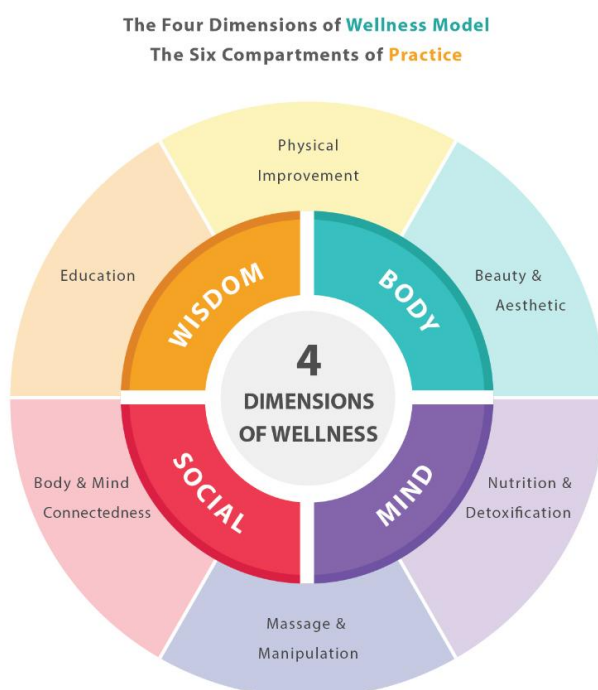 The Four Dimensions of Wellness Model
The Six Compartments of Practice
Physical
Improvement
Education
Beauty &
Aesthetic
WISDOM
BODY
4
DIMENSIONS
OF WELLNESS
SOCIAL
MIND
Body & Mind
Connectedness
Nutrition &
Detoxification
Massage &
Manipulation